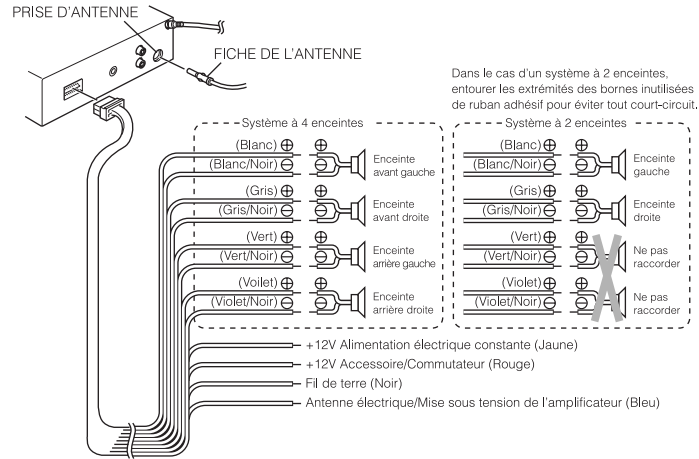 PRISE D'ANTENNE
FICHE DE L'ANTENNE
Dans le cas d'un système à 2 enceintes,
entourer les extrémités des bornes inutilisées
de ruban adhésif pour éviter tout court-circuit.
Système à 4 enceintes
(Blanc) ⊕ ⊕
(Blanc/Noir) ⊖ ⊖
Enceinte
avant gauche
(Gris) ⊕ ⊕
(Gris/Noir) ⊖ ⊖
Enceinte
avant droite
(Vert) ⊕ ⊕
(Vert/Noir) ⊖ ⊖
Enceinte
arrière gauche
(Voilet) ⊕ ⊕
(Violet/Noir) ⊖ ⊖
Enceinte
arrière droite
Système à 2 enceintes
(Blanc) ⊕ ⊕
(Blanc/Noir) ⊖ ⊖
Enceinte
gauche
(Gris) ⊕ ⊕
(Gris/Noir) ⊖ ⊖
Enceinte
droite
(Vert) ⊕ ⊕
(Vert/Noir) ⊖ ⊖
Ne pas
raccorder
(Violet) ⊕ ⊕
(Violet/Noir) ⊖ ⊖
Ne pas
raccorder
+12V Alimentation électrique constante (Jaune)
+12V Accessoire/Commutateur (Rouge)
Fil de terre (Noir)
Antenne électrique/Mise sous tension de l'amplificateur (Bleu)